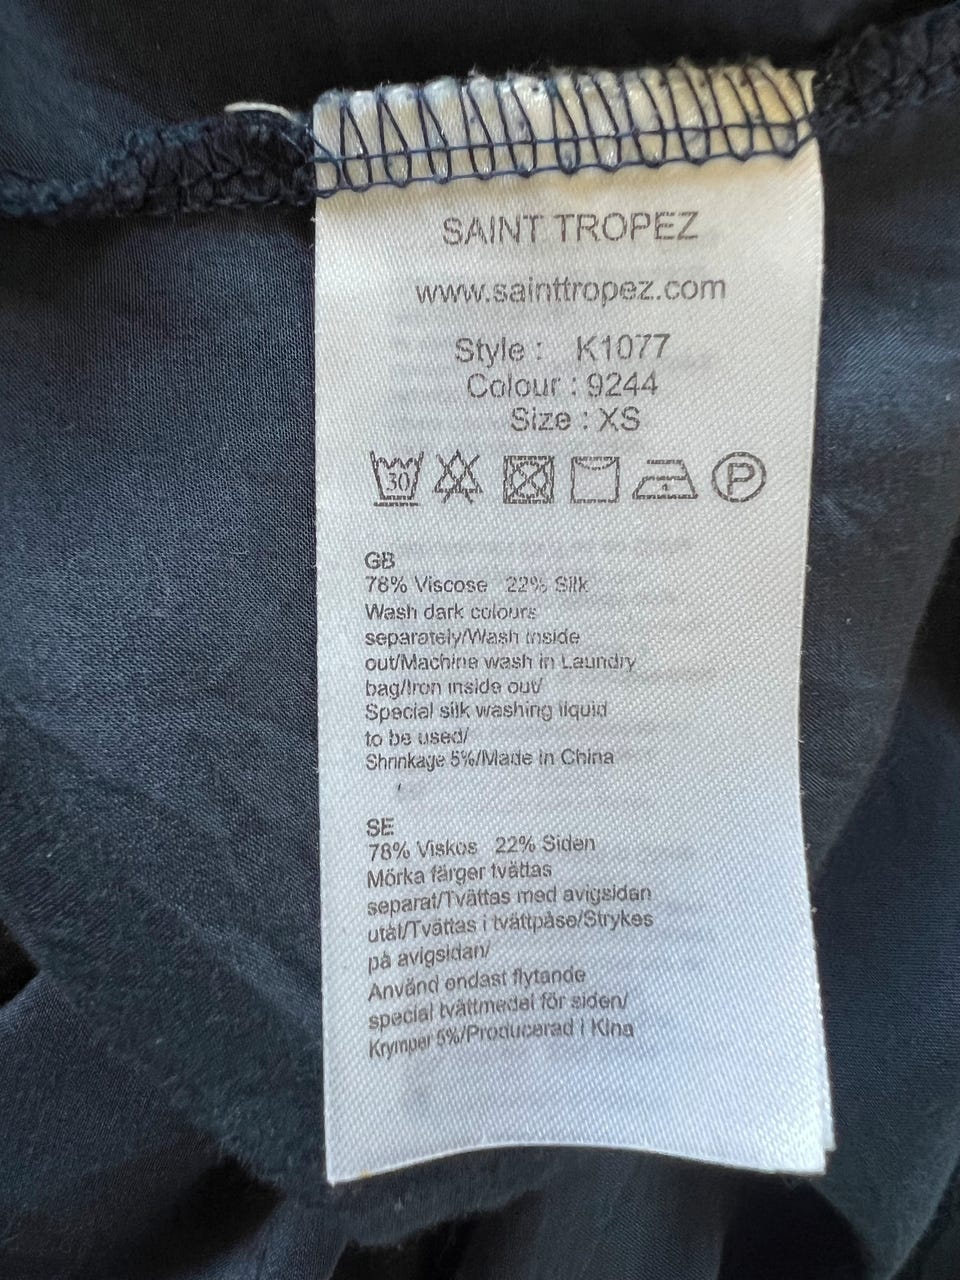 SAINT TROPEZ
www.sainttropez.com
Style : K1077
Colour : 9244
Size : XS
30 P
GB
78% Viscose 22% Silk
Wash dark colours
separately/Wash inside
out/Machine wash in Laundry
bag/Iron inside out/
Special silk washing liquid
to be used/
Shrinkage 5%/Made in China
SE
78% Viskos 22% Siden
Mörka färger tvättas
separat/Tvättas med avigsidan
utåt/Tvättas i tvättpåse/Strykes
på avigsidan/
Använd endast flytande
special tvättmedel för siden/
Krymper 5%/Producerad i Kina